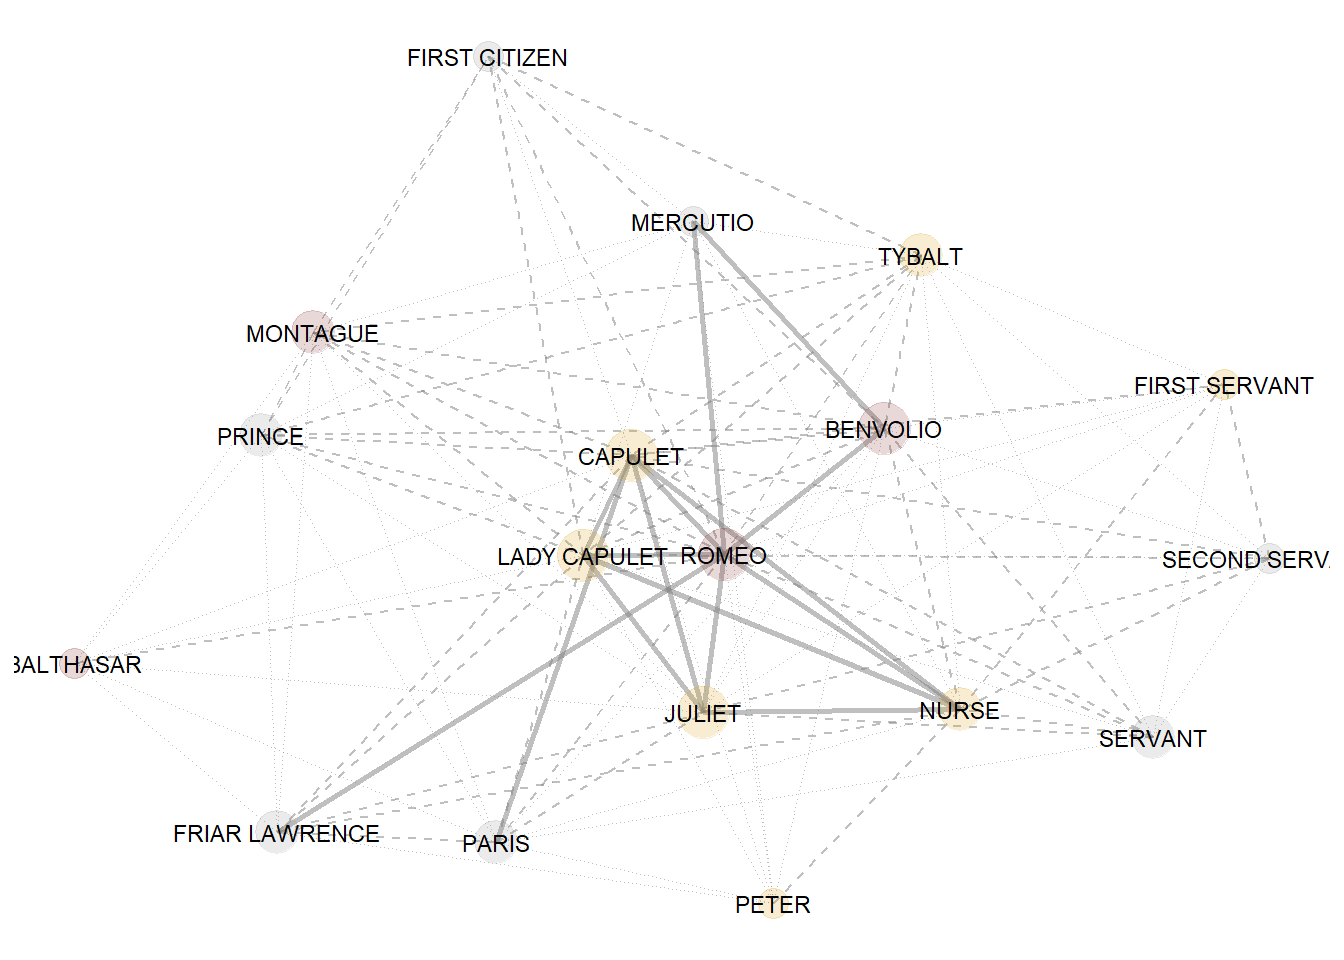 FIRST CITIZEN
MERCUTIO
TYBALT
MONTAGUE
FIRST SERVANT
BENVOLIO
PRINCE
CAPULET
LADY CAPULET
ROMEO
SECOND SERVA
BALTHASAR
JULIET
NURSE
SERVANT
FRIAR LAWRENCE
PARIS
PETER